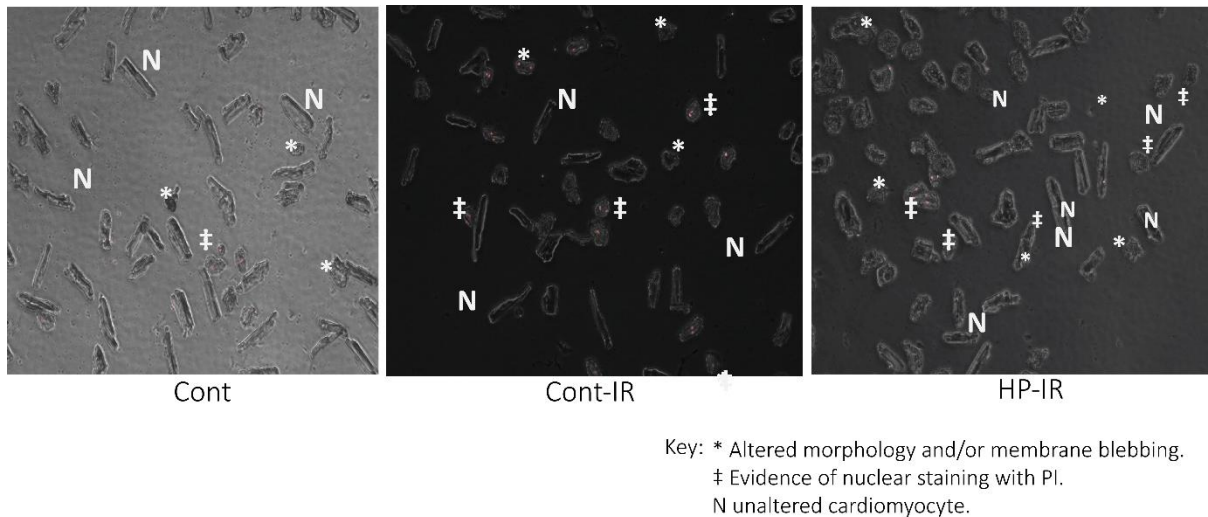 N
N
*
N
*
‡
*
Cont
*
*
N
‡
*
‡
‡
N
N
Cont-IR
*
‡
N
*
N
‡
*
‡
N
‡
N
N
‡
*
*
N
HP-IR
Key: * Altered morphology and/or membrane blebbing.
‡ Evidence of nuclear staining with PI.
N unaltered cardiomyocyte.